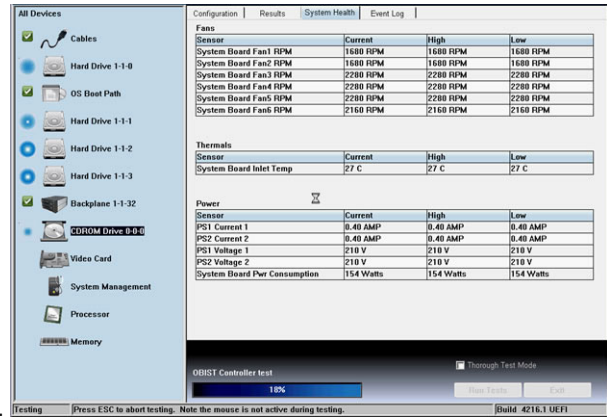 All Devices
Cables
Hard Drive 1-1-0
OS Boot Path
Hard Drive 1-1-1
Hard Drive 1-1-2
Hard Drive 1-1-3
Backplane 1-1-32
CDROM Drive 0-0-0
Video Card
System Management
Processor
Memory
Configuration Results System Health Event Log
Fans
Sensor Current High Low
System Board Fan1 RPM 1680 RPM 1680 RPM 1680 RPM
System Board Fan2 RPM 1680 RPM 1680 RPM 1680 RPM
System Board Fan3 RPM 2280 RPM 2280 RPM 2280 RPM
System Board Fan4 RPM 2280 RPM 2280 RPM 2280 RPM
System Board Fan5 RPM 2280 RPM 2280 RPM 2280 RPM
System Board Fan6 RPM 2160 RPM 2160 RPM 2160 RPM
Thermals
Sensor Current High Low
System Board Inlet Temp 27 C 27 C 27 C
Power
Sensor Current High Low
PS1 Current 1 0.40 AMP 0.40 AMP 0.40 AMP
PS2 Current 2 0.40 AMP 0.40 AMP 0.40 AMP
PS1 Voltage 1 210 V 210 V 210 V
PS2 Voltage 2 210 V 210 V 210 V
System Board Pwr Consumption 154 Watts 154 Watts 154 Watts
OBIST Controller test
18%
Thorough Test Mode
Run Tests Exit
Testing Press ESC to abort testing. Note the mouse is not active during testing. Build 4216.1 UEFI